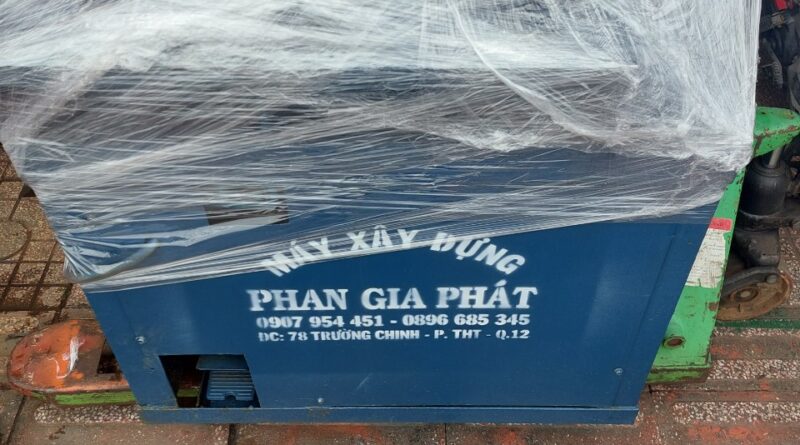 MÁY XÂY DỰNG
PHAN GIA PHÁT
0907 954 451 - 0896 685 345
ĐC: 78 TRƯỜNG CHINH - P. THT - Q.12